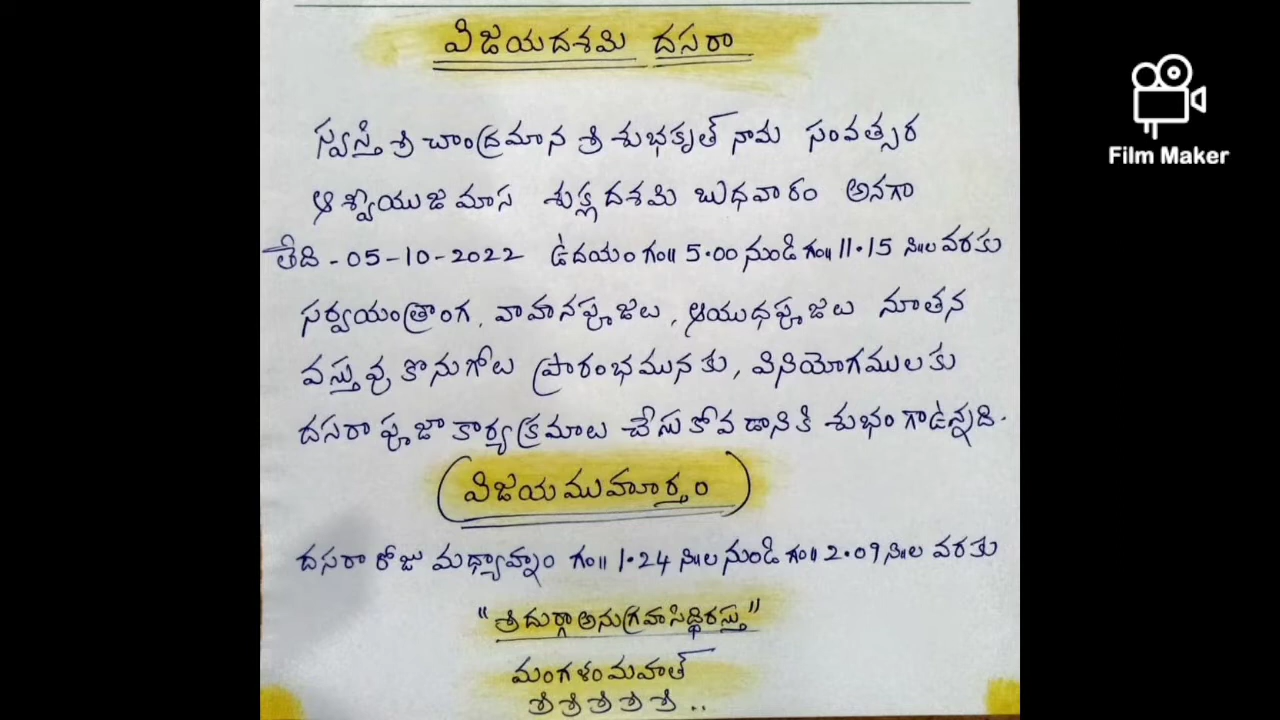 విజయదశమి దసరా
స్వస్తి శ్రీ చాంద్రమాన శ్రీ శుభకృత్ నామ సంవత్సర
ఆశ్వీయుజ మాస శుక్ల దశమి బుధవారం అనగా
తేది - 05-10-2022 ఉదయం గం॥ 5.00 నుండి గం॥ 11.15 ని॥ల వరకు
సర్వయంత్రాంగ, వాహనపూజలు, ఆయుధపూజలు నూతన
వస్తువు కొనుగోలు ప్రారంభమునకు, వినియోగములకు
దసరా పూజా కార్యక్రమాలు చేసుకోవడానికి శుభం గా ఉన్నది.
(విజయ ముహూర్తం)
దసరా రోజు మధ్యాహ్నం గం॥ 1.24 ని॥ల నుండి గం॥ 2.09 ని॥ల వరకు
"శ్రీ దుర్గా అనుగ్రహ సిద్ధిరస్తు"
మంగళం మహత్
శ్రీ శ్రీ శ్రీ శ్రీ శ్రీ ..
Film Maker